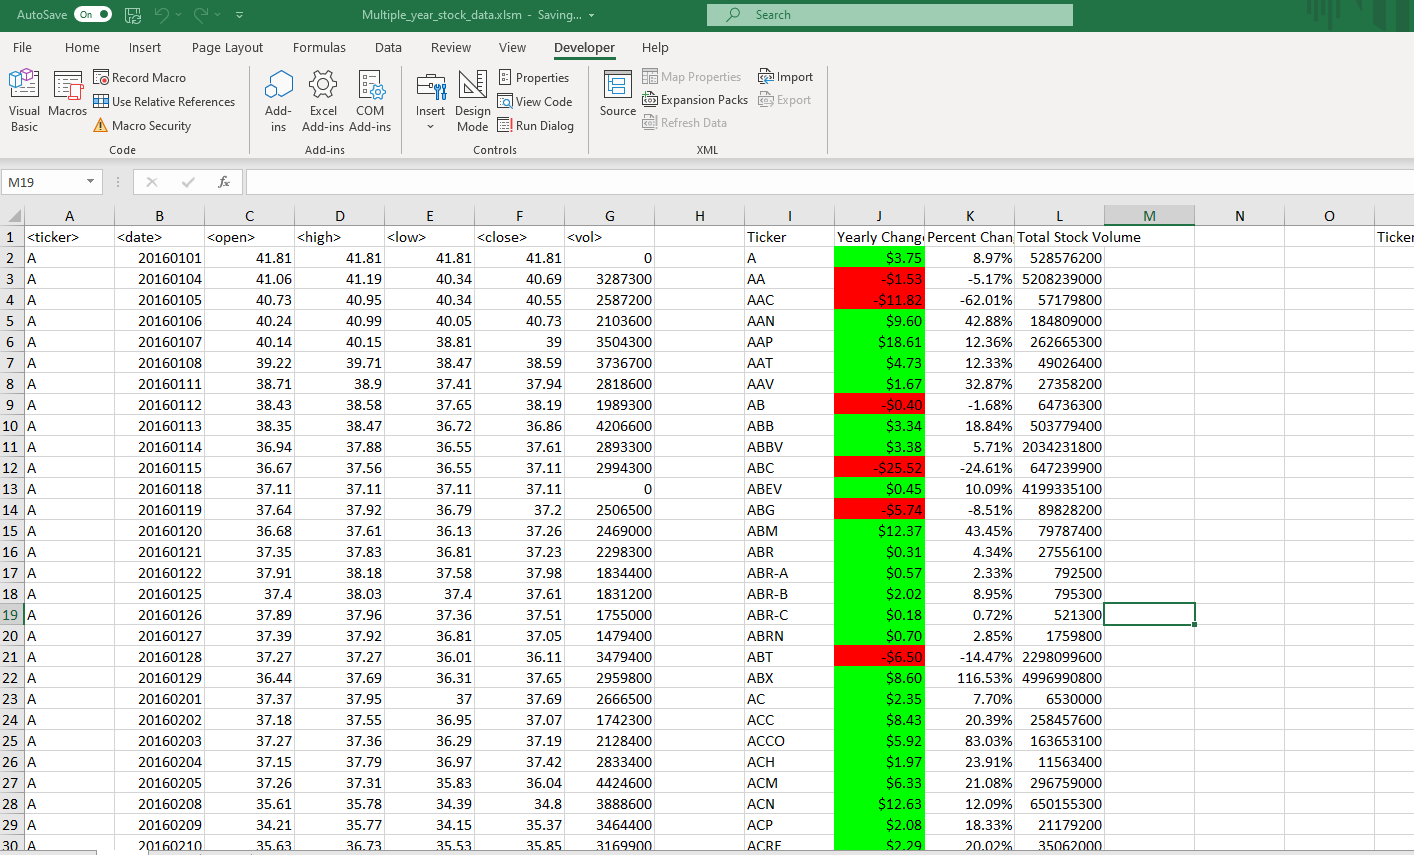 AutoSave On Multiple_year_stock_data.xlsm - Saving... Search
File Home Insert Page Layout Formulas Data Review View Developer Help
Visual Basic
Macros
Record Macro
Use Relative References
Macro Security
Code
Add-ins
Excel Add-ins
COM Add-ins
Add-ins
Insert
Design Mode
Properties
View Code
Run Dialog
Controls
Source
Map Properties
Expansion Packs
Refresh Data
Import
Export
XML
M19 fx
A B C D E F G H I J K L M N O
1 <ticker> <date> <open> <high> <low> <close> <vol> Ticker Yearly Chang Percent Chan Total Stock Volume Ticker
2 A 20160101 41.81 41.81 41.81 41.81 0 A $3.75 8.97% 528576200
3 A 20160104 41.06 41.19 40.34 40.69 3287300 AA -$1.53 -5.17% 5208239000
4 A 20160105 40.73 40.95 40.34 40.55 2587200 AAC -$11.82 -62.01% 57179800
5 A 20160106 40.24 40.99 40.05 40.73 2103600 AAN $9.60 42.88% 184809000
6 A 20160107 40.14 40.15 38.81 39 3504300 AAP $18.61 12.36% 262665300
7 A 20160108 39.22 39.71 38.47 38.59 3736700 AAT $4.73 12.33% 49026400
8 A 20160111 38.71 38.9 37.41 37.94 2818600 AAV $1.67 32.87% 27358200
9 A 20160112 38.43 38.58 37.65 38.19 1989300 AB -$0.40 -1.68% 64736300
10 A 20160113 38.35 38.47 36.72 36.86 4206600 ABB $3.34 18.84% 503779400
11 A 20160114 36.94 37.88 36.55 37.61 2893300 ABBV $3.38 5.71% 2034231800
12 A 20160115 36.67 37.56 36.55 37.11 2994300 ABC -$25.52 -24.61% 647239900
13 A 20160118 37.11 37.11 37.11 37.11 0 ABEV $0.45 10.09% 4199335100
14 A 20160119 37.64 37.92 36.79 37.2 2506500 ABG -$5.74 -8.51% 89828200
15 A 20160120 36.68 37.61 36.13 37.26 2469000 ABM $12.37 43.45% 79787400
16 A 20160121 37.35 37.83 36.81 37.23 2298300 ABR $0.31 4.34% 27556100
17 A 20160122 37.91 38.18 37.58 37.98 1834400 ABR-A $0.57 2.33% 792500
18 A 20160125 37.4 38.03 37.4 37.61 1831200 ABR-B $2.02 8.95% 795300
19 A 20160126 37.89 37.96 37.36 37.51 1755000 ABR-C $0.18 0.72% 521300
20 A 20160127 37.39 37.92 36.81 37.05 1479400 ABRN $0.70 2.85% 1759800
21 A 20160128 37.27 37.27 36.01 36.11 3479400 ABT -$6.50 -14.47% 2298099600
22 A 20160129 36.44 37.69 36.31 37.65 2959800 ABX $8.60 116.53% 4996990800
23 A 20160201 37.37 37.95 37 37.69 2666500 AC $2.35 7.70% 6530000
24 A 20160202 37.18 37.55 36.95 37.07 1742300 ACC $8.43 20.39% 258457600
25 A 20160203 37.27 37.36 36.29 37.19 2128400 ACCO $5.92 83.03% 163653100
26 A 20160204 37.15 37.79 36.97 37.42 2833400 ACH $1.97 23.91% 11563400
27 A 20160205 37.26 37.31 35.83 36.04 4424600 ACM $6.33 21.08% 296759000
28 A 20160208 35.61 35.78 34.39 34.8 3888600 ACN $12.63 12.09% 650155300
29 A 20160209 34.21 35.77 34.15 35.37 3464400 ACP $2.08 18.33% 21179200
30 A 20160210 35.63 36.73 35.53 35.85 3169900 ACRE $2.29 20.02% 35062000